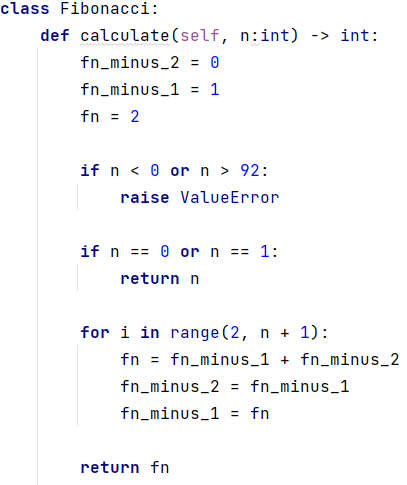 class Fibonacci:
    def calculate(self, n:int) -> int:
        fn_minus_2 = 0
        fn_minus_1 = 1
        fn = 2

        if n < 0 or n > 92:
            raise ValueError

        if n == 0 or n == 1:
            return n

        for i in range(2, n + 1):
            fn = fn_minus_1 + fn_minus_2
            fn_minus_2 = fn_minus_1
            fn_minus_1 = fn

        return fn